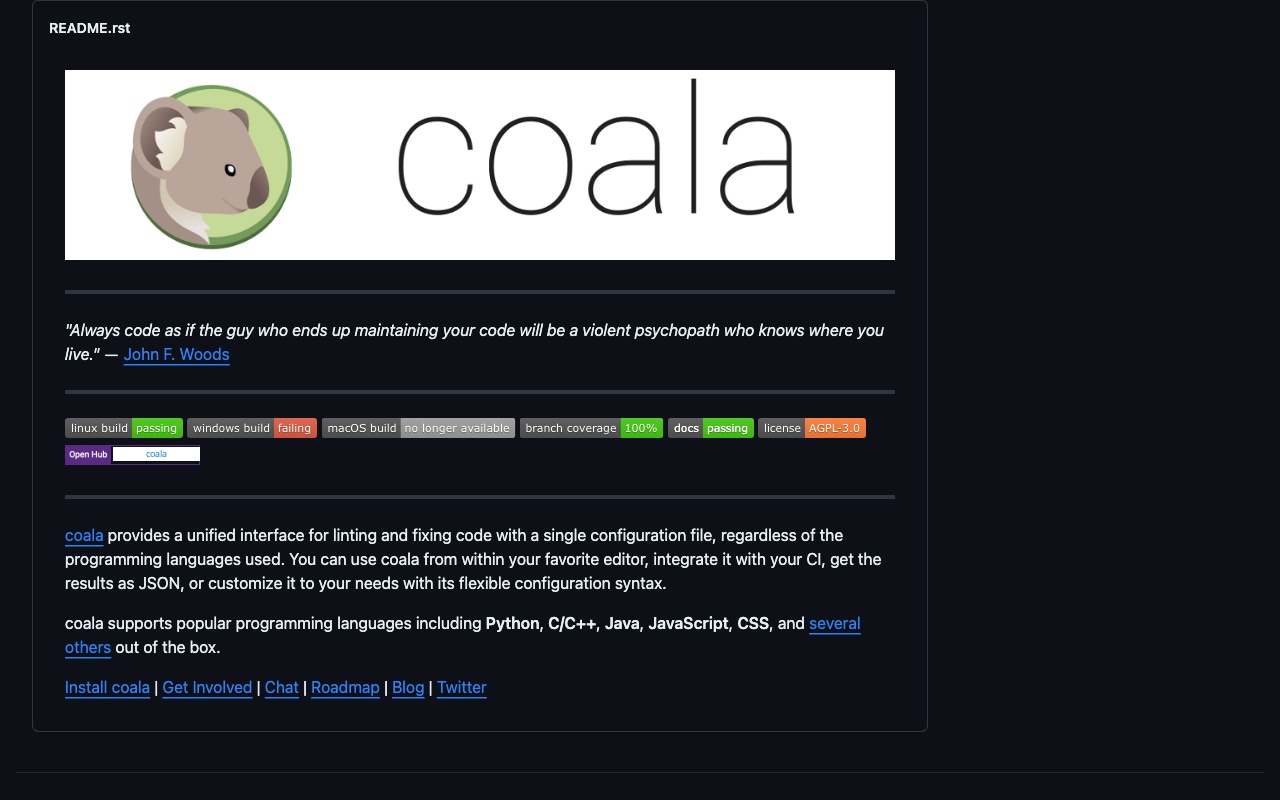 README.rst
coala
"Always code as if the guy who ends up maintaining your code will be a violent psychopath who knows where you
live." — John F. Woods
linux build passing windows build failing macOS build no longer available branch coverage 100% docs passing license AGPL-3.0
Open Hub coala
coala provides a unified interface for linting and fixing code with a single configuration file, regardless of the
programming languages used. You can use coala from within your favorite editor, integrate it with your CI, get the
results as JSON, or customize it to your needs with its flexible configuration syntax.
coala supports popular programming languages including Python, C/C++, Java, JavaScript, CSS, and several
others out of the box.
Install coala | Get Involved | Chat | Roadmap | Blog | Twitter